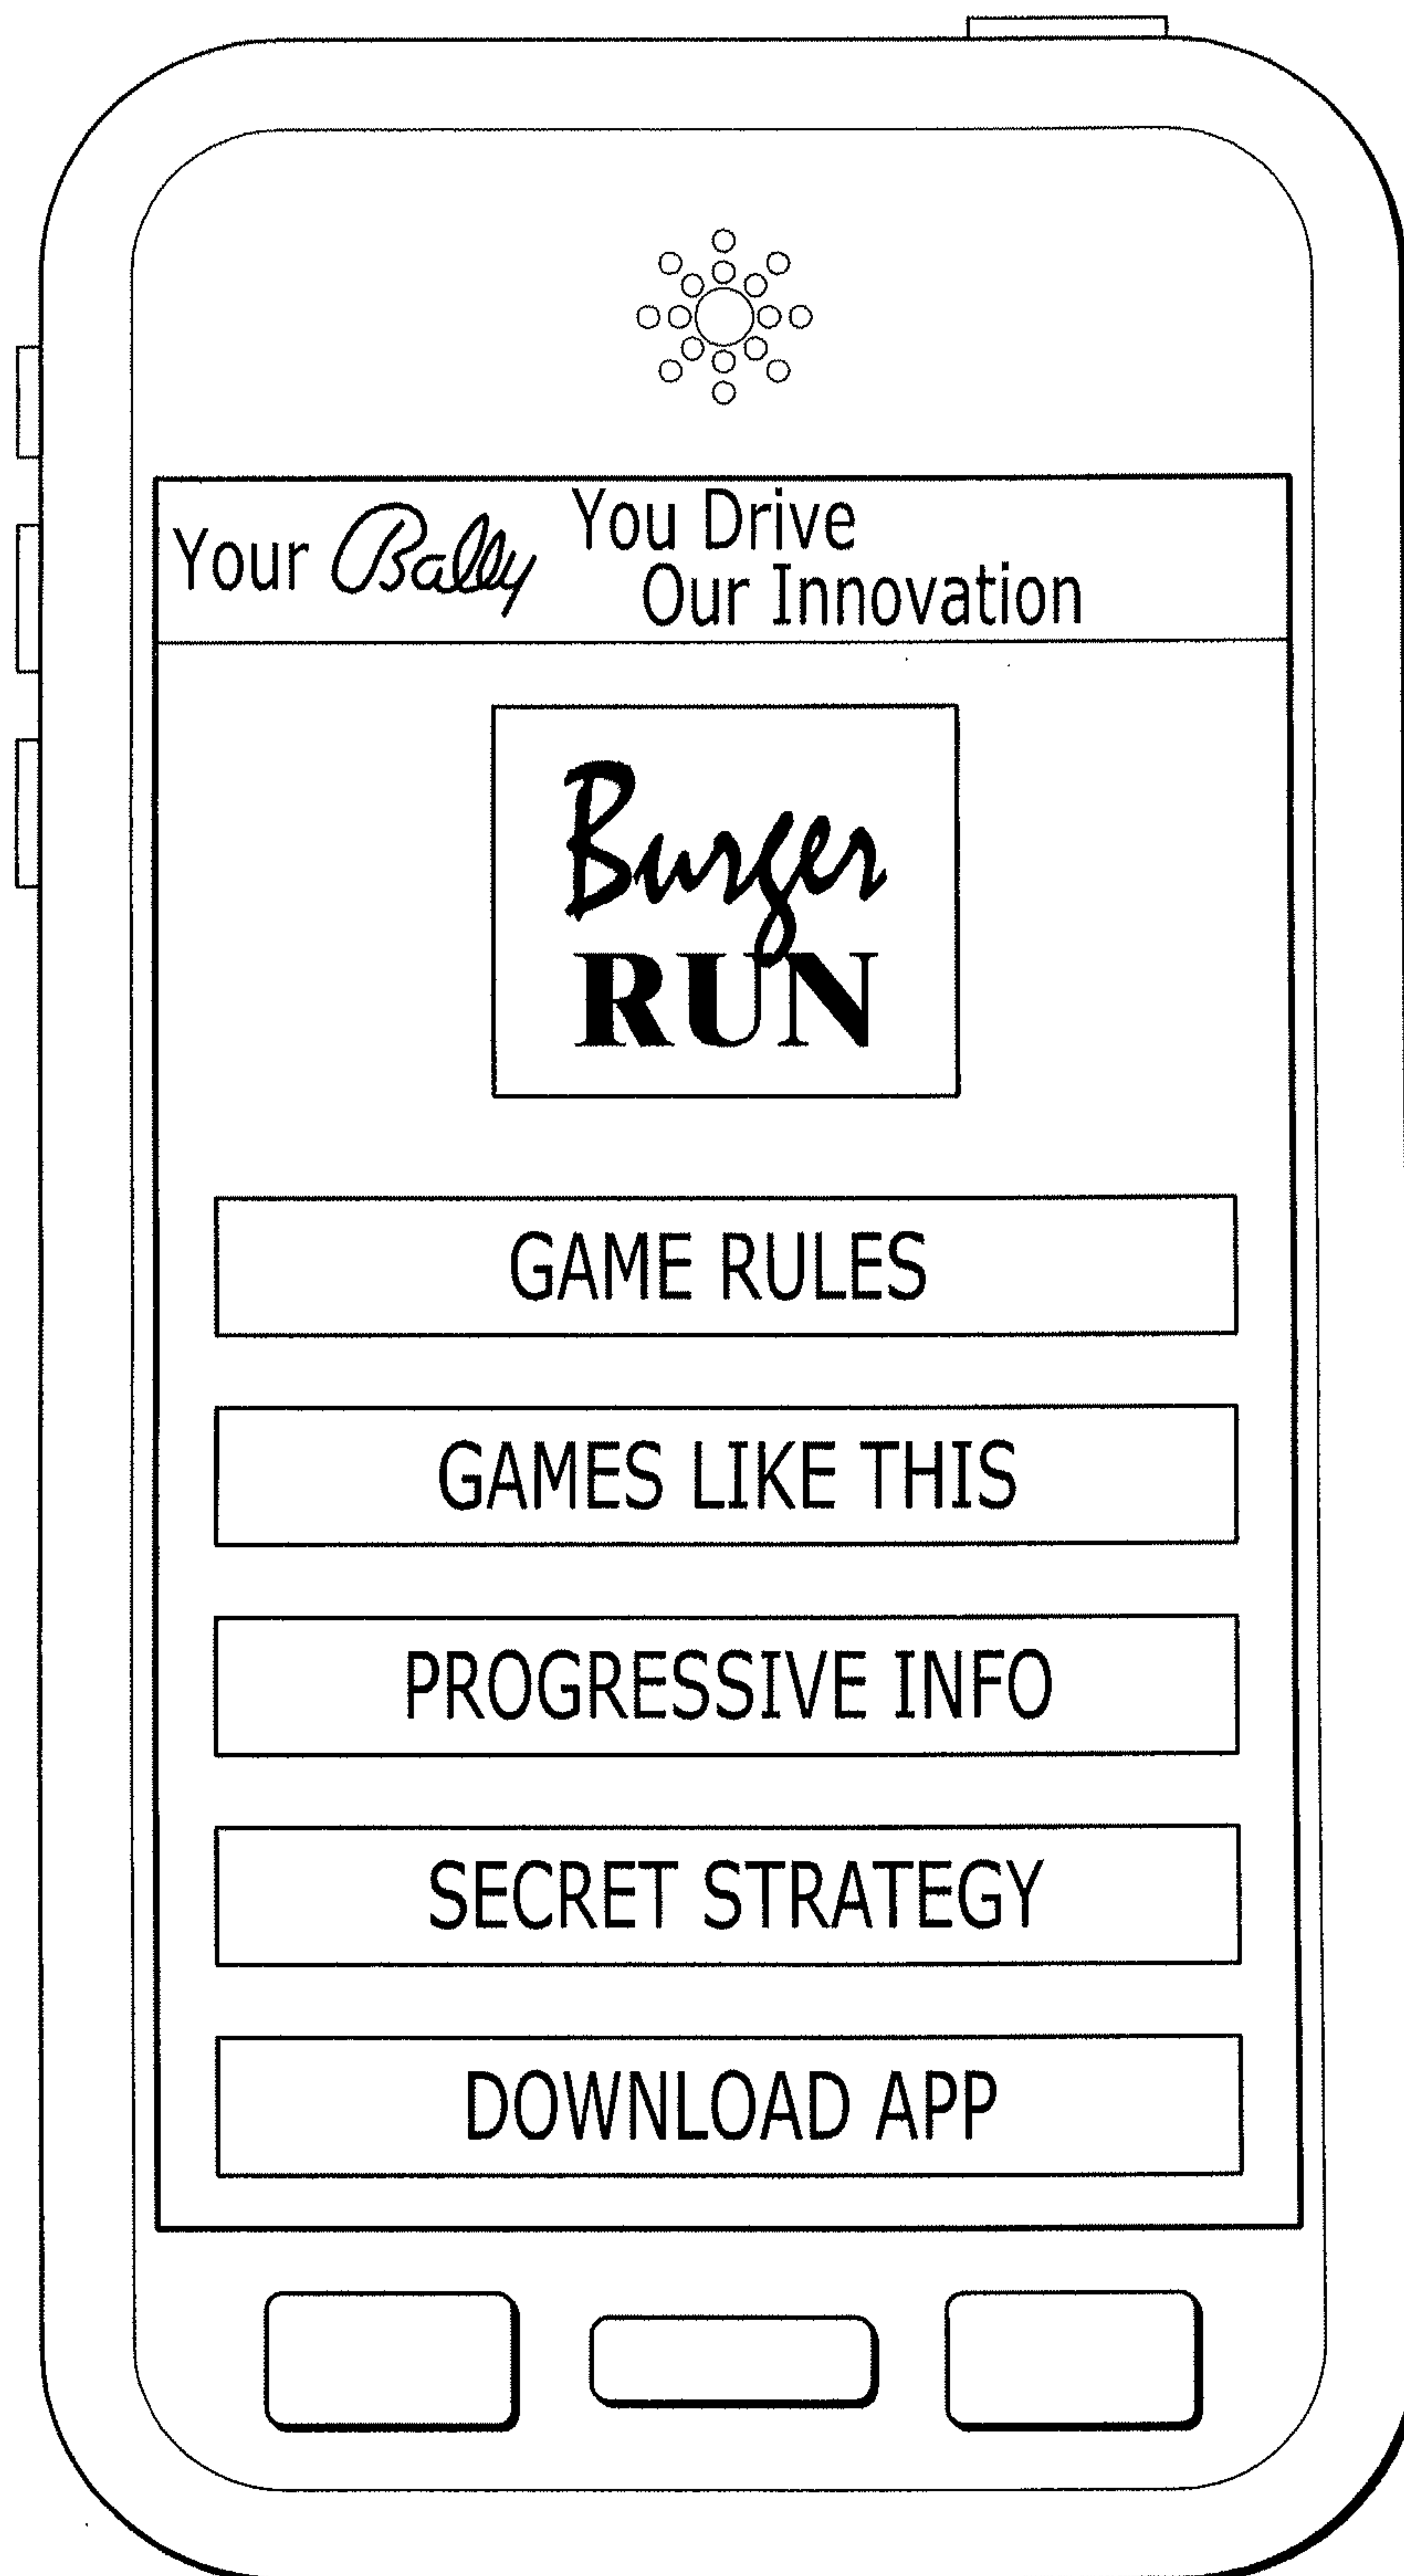 Your Bally
You Drive
Our Innovation
Burger
RUN
GAME RULES
GAMES LIKE THIS
PROGRESSIVE INFO
SECRET STRATEGY
DOWNLOAD APP